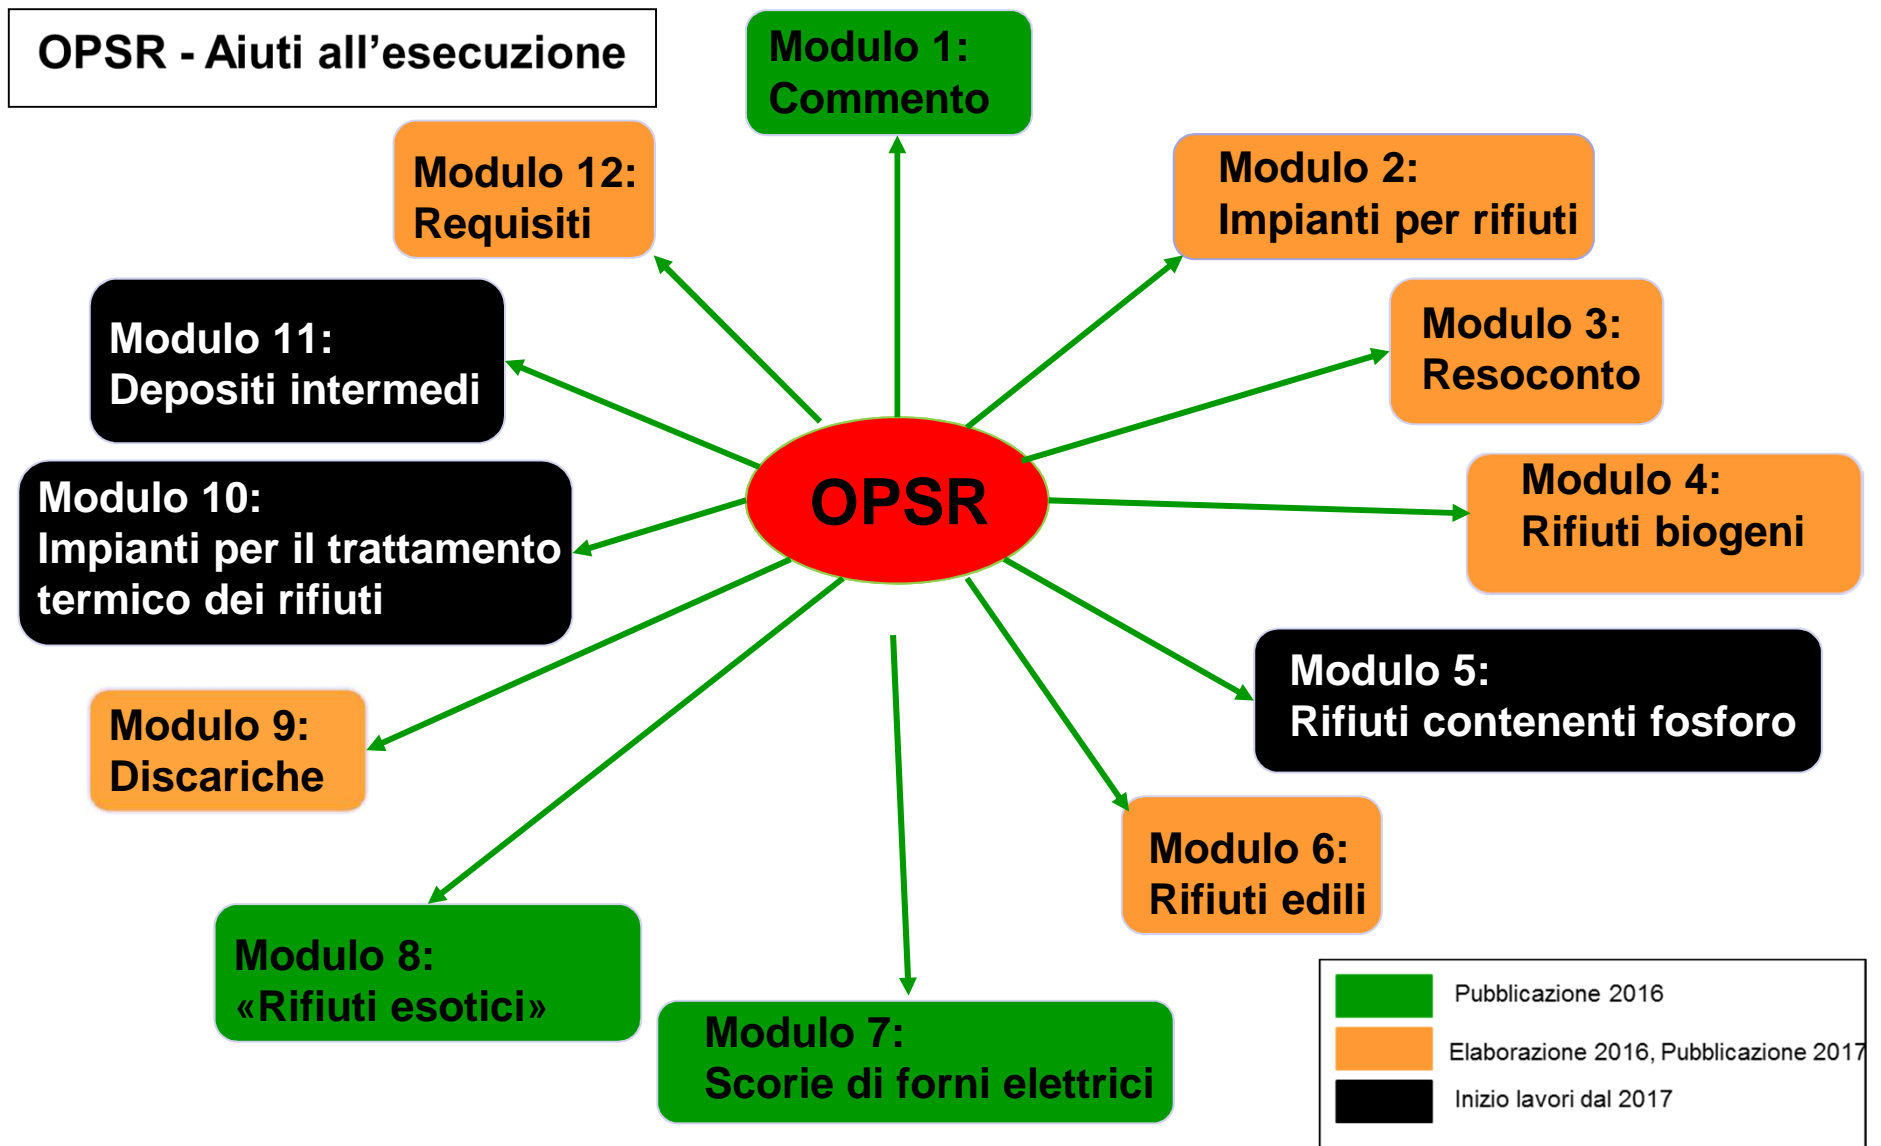 OPSR - Aiuti all’esecuzione
Modulo 1:
Commento
Modulo 2:
Impianti per rifiuti
Modulo 3:
Resoconto
Modulo 4:
Rifiuti biogeni
Modulo 5:
Rifiuti contenenti fosforo
Modulo 6:
Rifiuti edili
Modulo 7:
Scorie di forni elettrici
Modulo 8:
«Rifiuti esotici»
Modulo 9:
Discariche
Modulo 10:
Impianti per il trattamento
termico dei rifiuti
Modulo 11:
Depositi intermedi
Modulo 12:
Requisiti
OPSR
Pubblicazione 2016
Elaborazione 2016, Pubblicazione 2017
Inizio lavori dal 2017